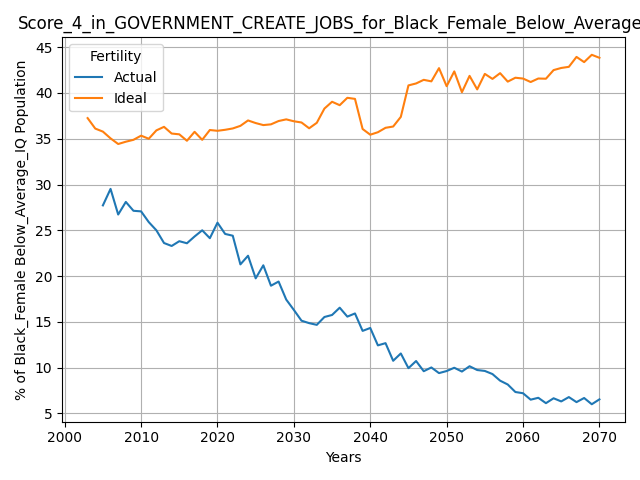 Score_4_in_GOVERNMENT_CREATE_JOBS_for_Black_Female_Below_Average
Fertility
Actual
Ideal
45
40
35
30
25
20
15
10
5
% of Black_Female Below_Average_IQ Population
2000 2010 2020 2030 2040 2050 2060 2070
Years